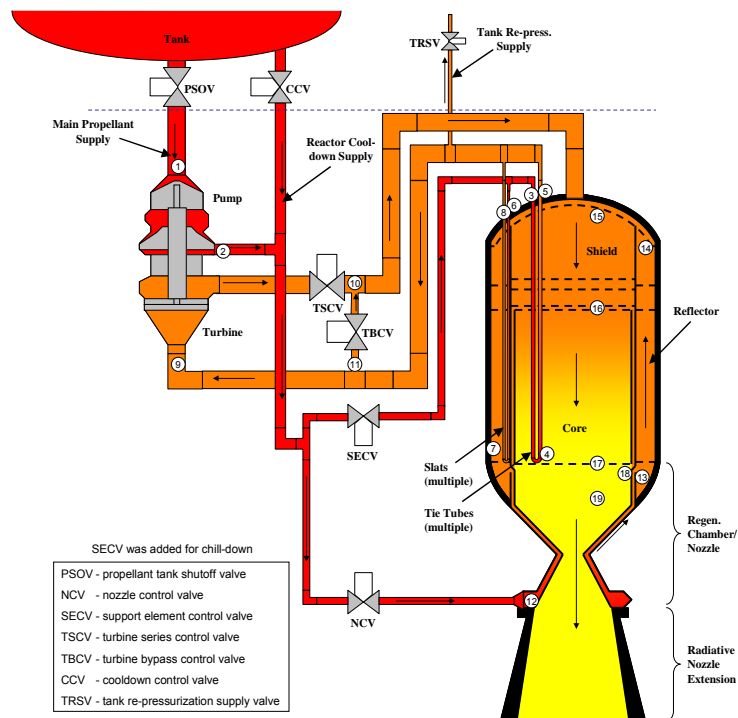 Tank
PSOV
CCV
TRSV
Tank Re-press.
Supply
Main Propellant
Supply
Reactor Cool-
down Supply
1
Pump
2
3
5
6
8
15
14
Shield
10
TSCV
16
Reflector
Turbine
TBCV
9
11
Core
SECV
7
4
17
18
13
Slats
(multiple)
19
Tie Tubes
(multiple)
Regen.
Chamber/
Nozzle
SECV was added for chill-down
PSOV - propellant tank shutoff valve
NCV - nozzle control valve
SECV - support element control valve
TSCV - turbine series control valve
TBCV - turbine bypass control valve
CCV - cooldown control valve
TRSV - tank re-pressurization supply valve
NCV
12
Radiative
Nozzle
Extension